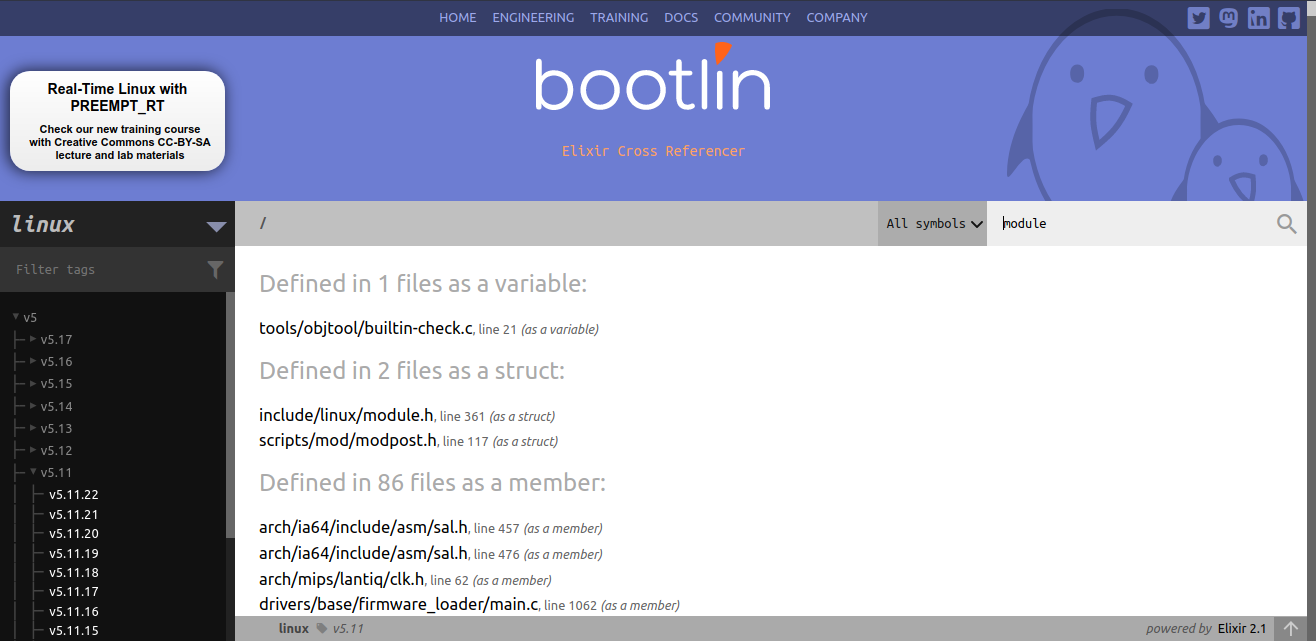 HOME ENGINEERING TRAINING DOCS COMMUNITY COMPANY
Real-Time Linux with
PREEMPT_RT
Check our new training course
with Creative Commons CC-BY-SA
lecture and lab materials
bootlin
Elixir Cross Referencer
linux
/
All symbols
module
Filter tags
v5
v5.17
v5.16
v5.15
v5.14
v5.13
v5.12
v5.11
v5.11.22
v5.11.21
v5.11.20
v5.11.19
v5.11.18
v5.11.17
v5.11.16
v5.11.15
Defined in 1 files as a variable:
tools/objtool/builtin-check.c, line 21 (as a variable)
Defined in 2 files as a struct:
include/linux/module.h, line 361 (as a struct)
scripts/mod/modpost.h, line 117 (as a struct)
Defined in 86 files as a member:
arch/ia64/include/asm/sal.h, line 457 (as a member)
arch/ia64/include/asm/sal.h, line 476 (as a member)
arch/mips/lantiq/clk.h, line 62 (as a member)
drivers/base/firmware_loader/main.c, line 1062 (as a member)
linux v5.11
powered by Elixir 2.1